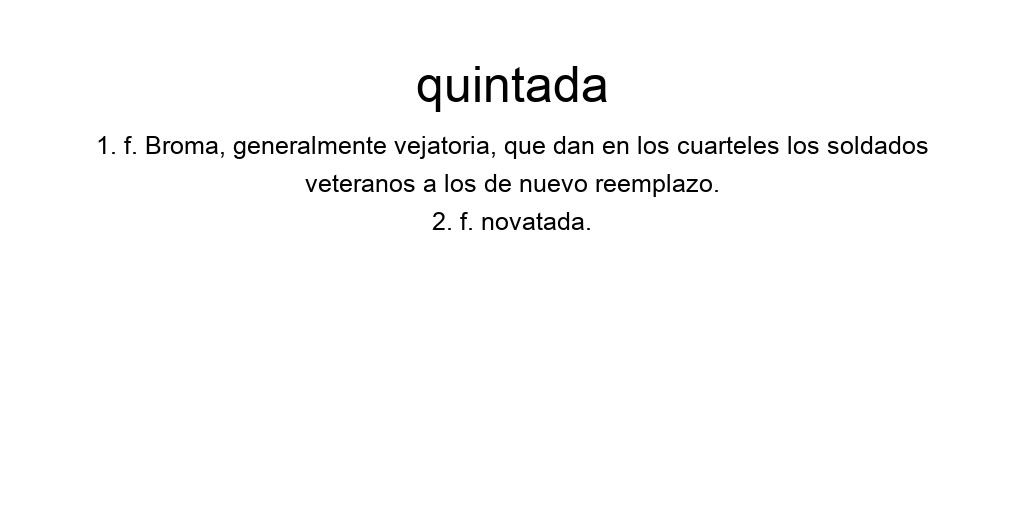 quintada
1. f. Broma, generalmente vejatoria, que dan en los cuarteles los soldados
veteranos a los de nuevo reemplazo.
2. f. novatada.